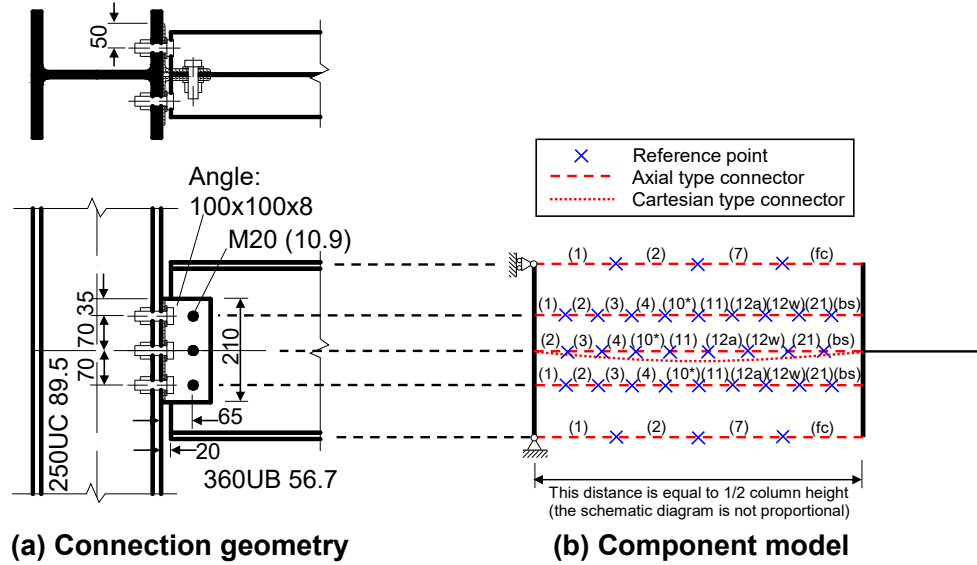 50
Angle:
100x100x8
M20 (10.9)
35
70
70
210
65
20
250UC 89.5
360UB 56.7
Reference point
Axial type connector
Cartesian type connector
(1) (2) (7) (fc)
(1) (2) (3) (4) (10*) (11) (12a) (12w) (21) (bs)
(2) (3) (4) (10*) (11) (12a) (12w) (21) (bs)
(1) (2) (3) (4) (10*) (11) (12a) (12w) (21) (bs)
(1) (2) (7) (fc)
This distance is equal to 1/2 column height
(the schematic diagram is not proportional)
(a) Connection geometry
(b) Component model